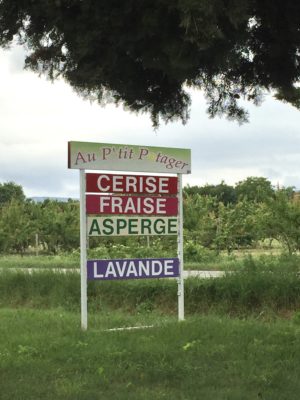 Au P'tit Potager
CERISE
FRAISE
ASPERGE
LAVANDE